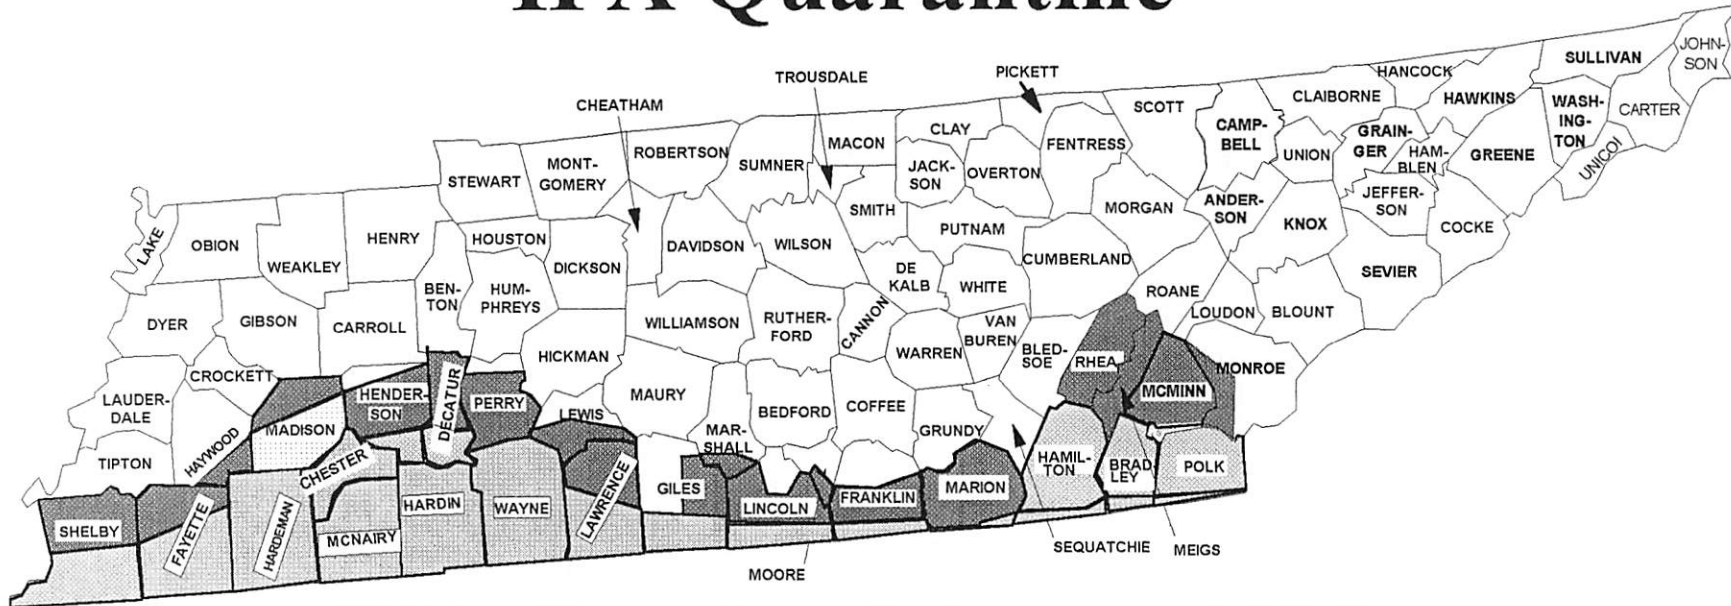 IFA Quarantine
JOHN-
SON
SULLIVAN
HANCOCK
TROUSDALE
PICKETT
CHEATHAM
SCOTT
CLAIBORNE
HAWKINS
WASH-
ING-
TON
CARTER
CLAY
MACON
FENTRESS
CAMP-
BELL
UNION
GRAIN-
GER
HAM-
BLEN
GREENE
UNICOI
ROBERTSON
SUMNER
MONT-
GOMERY
STEWART
JACK-
SON
OVERTON
JEFFER-
SON
SMITH
MORGAN
ANDER-
SON
KNOX
COCKE
LAKE
OBION
WEAKLEY
HENRY
HOUSTON
DICKSON
DAVIDSON
WILSON
PUTNAM
CUMBERLAND
SEVIER
BEN-
TON
HUM-
PHREYS
DE
KALB
WHITE
ROANE
LOUDON
BLOUNT
DYER
GIBSON
CARROLL
WILLIAMSON
RUTHER-
FORD
CANNON
VAN
BUREN
WARREN
BLED-
SOE
RHEA
MONROE
MCMINN
HICKMAN
CROCKETT
LAUDER-
DALE
HENDER-
SON
DECATUR
PERRY
LEWIS
MAURY
BEDFORD
COFFEE
MAR-
SHALL
GRUNDY
TIPTON
HAYWOOD
MADISON
CHESTER
HAMIL-
TON
BRAD
LEY
POLK
SHELBY
FAYETTE
HARDEMAN
MCNAIRY
HARDIN
WAYNE
LAWRENCE
GILES
LINCOLN
FRANKLIN
MARION
SEQUATCHIE
MEIGS
MOORE